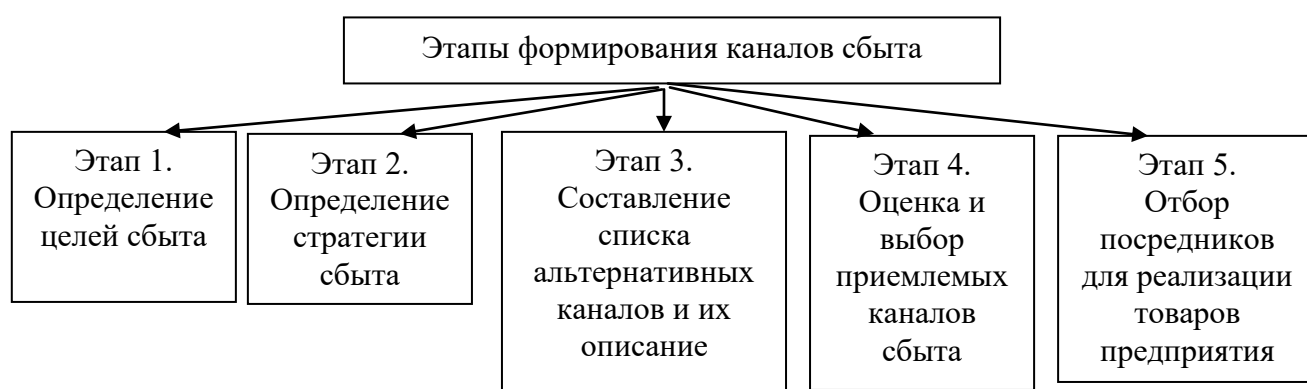 Этапы формирования каналов сбыта
Этап 1.
Определение
целей сбыта
Этап 2.
Определение
стратегии
сбыта
Этап 3.
Составление
списка
альтернативных
каналов и их
описание
Этап 4.
Оценка и
выбор
приемлемых
каналов
сбыта
Этап 5.
Отбор
посредников
для реализации
товаров
предприятия